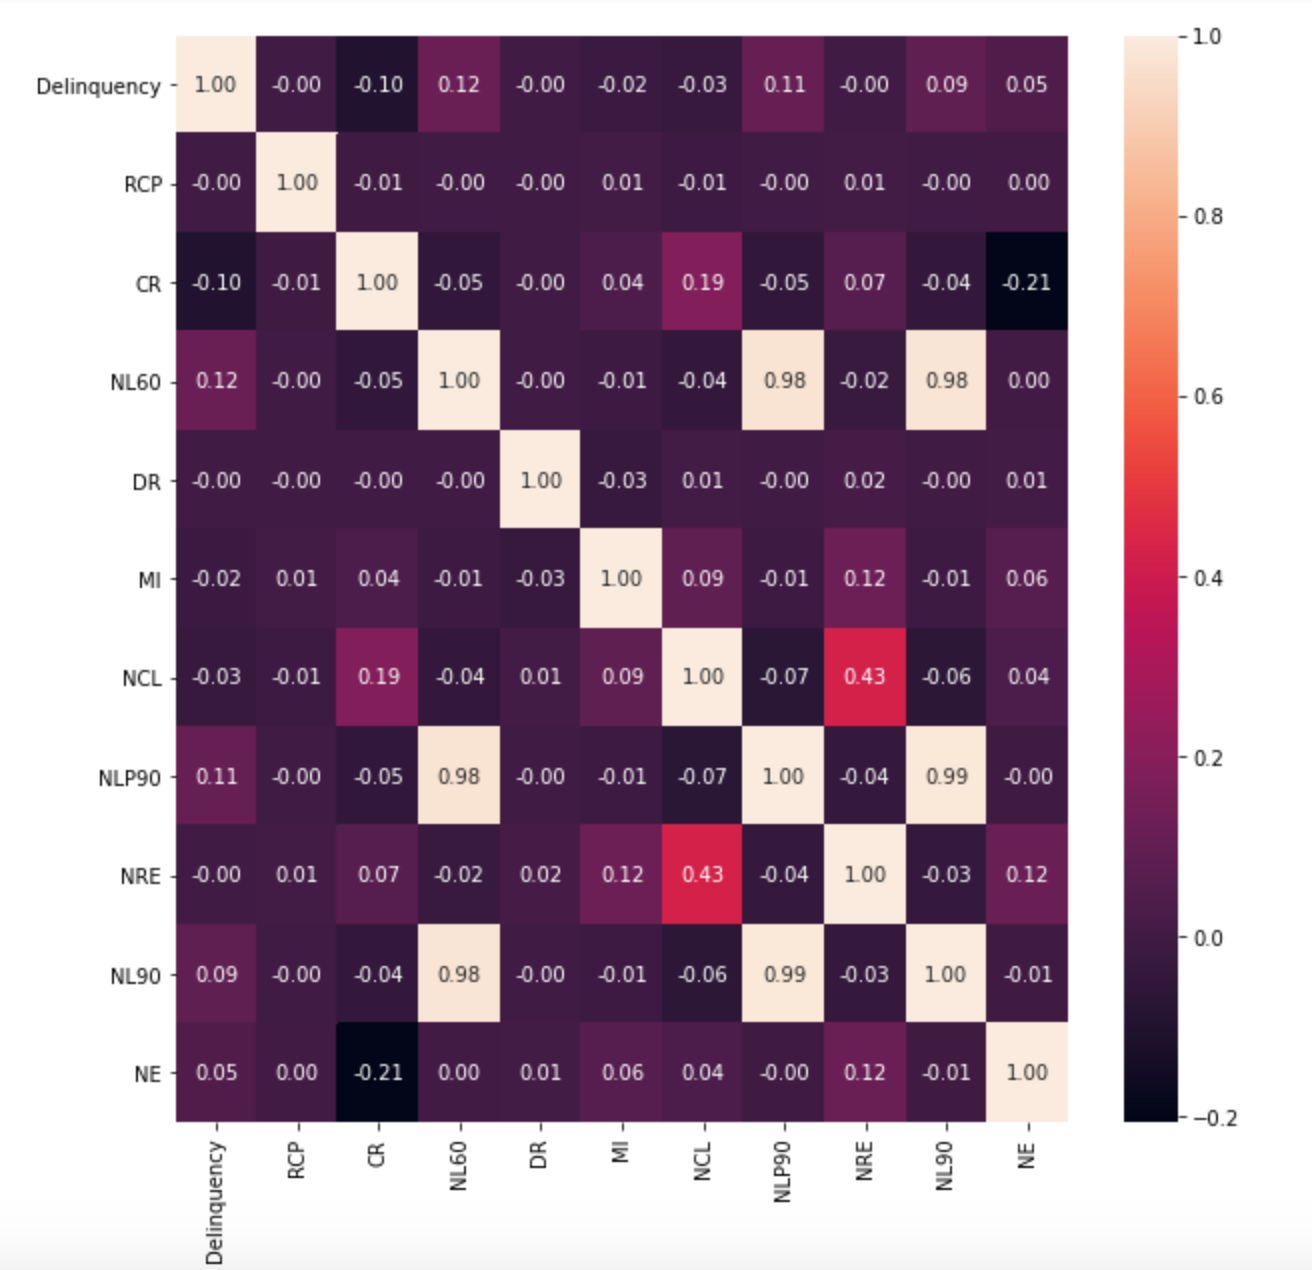 Delinquency 1.00 -0.00 -0.10 0.12 -0.00 -0.02 -0.03 0.11 -0.00 0.09 0.05
RCP -0.00 1.00 -0.01 -0.00 -0.00 0.01 -0.01 -0.00 0.01 -0.00 0.00
CR -0.10 -0.01 1.00 -0.05 -0.00 0.04 0.19 -0.05 0.07 -0.04 -0.21
NL60 0.12 -0.00 -0.05 1.00 -0.00 -0.01 -0.04 0.98 -0.02 0.98 0.00
DR -0.00 -0.00 -0.00 -0.00 1.00 -0.03 0.01 -0.00 0.02 -0.00 0.01
MI -0.02 0.01 0.04 -0.01 -0.03 1.00 0.09 -0.01 0.12 -0.01 0.06
NCL -0.03 -0.01 0.19 -0.04 0.01 0.09 1.00 -0.07 0.43 -0.06 0.04
NLP90 0.11 -0.00 -0.05 0.98 -0.00 -0.01 -0.07 1.00 -0.04 0.99 -0.00
NRE -0.00 0.01 0.07 -0.02 0.02 0.12 0.43 -0.04 1.00 -0.03 0.12
NL90 0.09 -0.00 -0.04 0.98 -0.00 -0.01 -0.06 0.99 -0.03 1.00 -0.01
NE 0.05 0.00 -0.21 0.00 0.01 0.06 0.04 -0.00 0.12 -0.01 1.00
Delinquency RCP CR NL60 DR MI NCL NLP90 NRE NL90 NE
1.0
0.8
0.6
0.4
0.2
0.0
−0.2